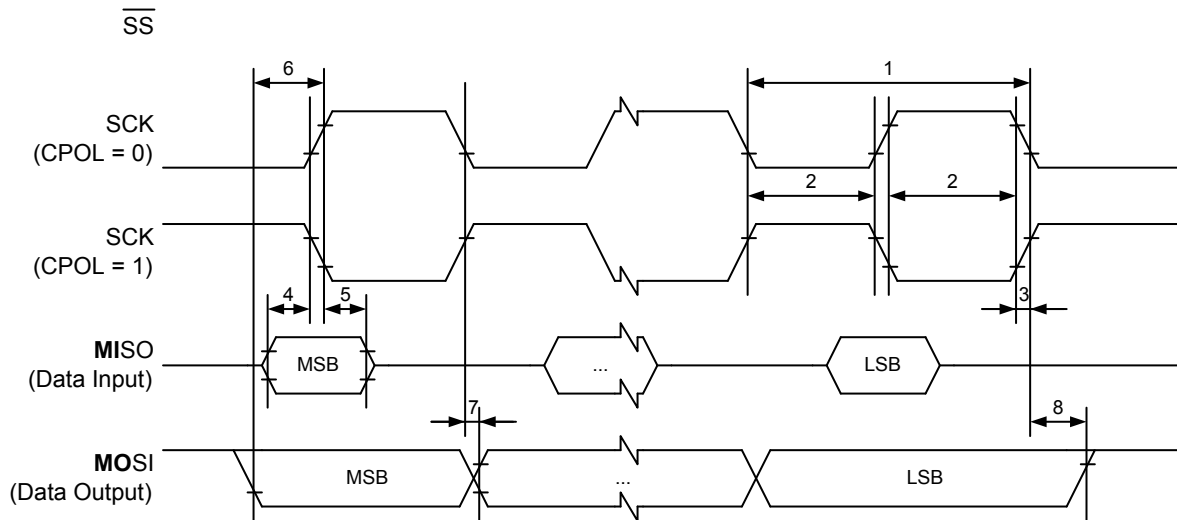 SS
6
1
SCK
(CPOL = 0)
2
2
SCK
(CPOL = 1)
4
5
3
MISO
(Data Input)
MSB
...
LSB
7
8
MOSI
(Data Output)
MSB
...
LSB